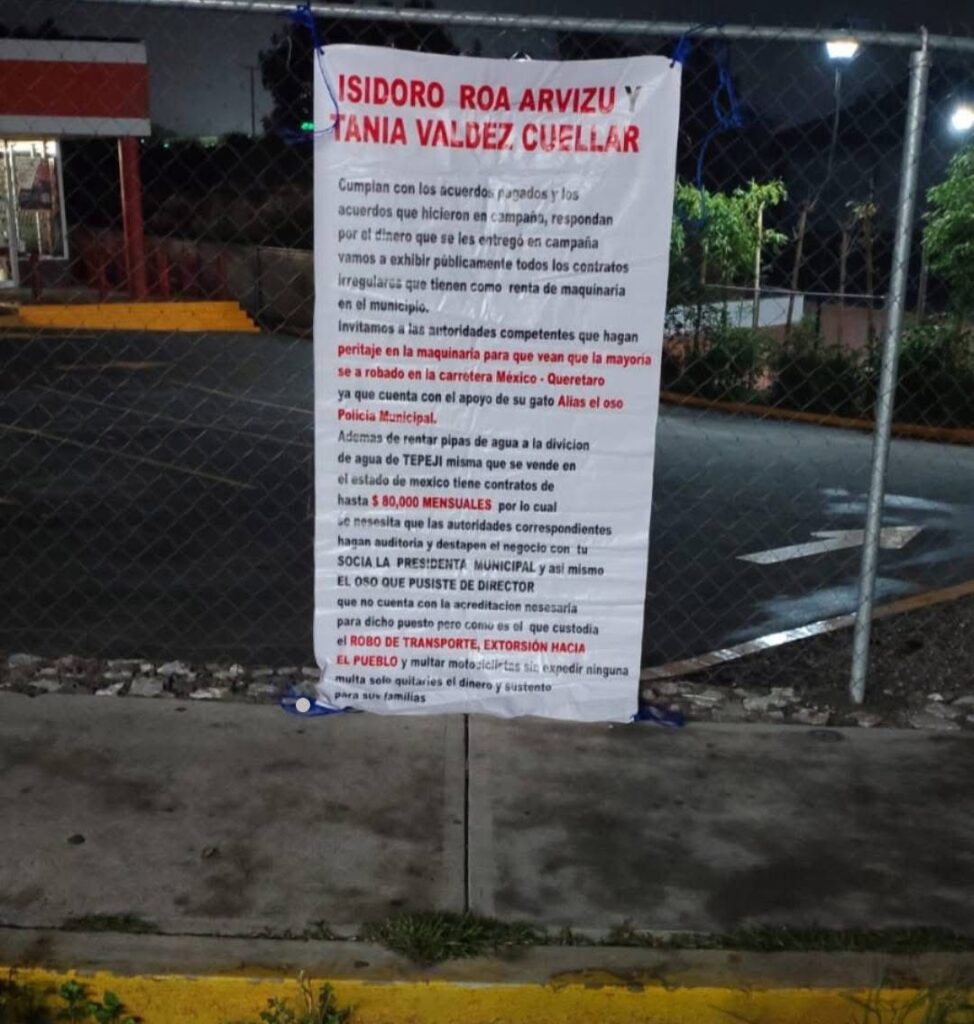 ISIDORO ROA ARVIZU Y
TANIA VALDEZ CUELLAR
Cumplan con los acuerdos pagados y los
acuerdos que hicieron en campaña, respondan
por el dinero que se les entregó en campaña
vamos a exhibir públicamente todos los contratos
irregulares que tienen como renta de maquinaria
en el municipio.
Invitamos a las autoridades competentes que hagan
peritaje en la maquinaria para que vean que la mayoria
se a robado en la carretera México - Queretaro
ya que cuenta con el apoyo de su gato Alias el oso
Policia Municipal.
Ademas de rentar pipas de agua a la divicion
de agua de TEPEJI misma que se vende en
el estado de mexico tiene contratos de
hasta $ 80,000 MENSUALES por lo cual
se nesesita que las autoridades correspondientes
hagan auditoria y destapen el negocio con tu
SOCIA LA PRESIDENTA MUNICIPAL y asi mismo
EL OSO QUE PUSISTE DE DIRECTOR
que no cuenta con la acreditacion nesesaria
para dicho puesto pero como es el que custodia
el ROBO DE TRANSPORTE, EXTORSIÓN HACIA
EL PUEBLO y multar motociclistas sin expedir ninguna
multa solo quitarles el dinero y sustento
para sus familias